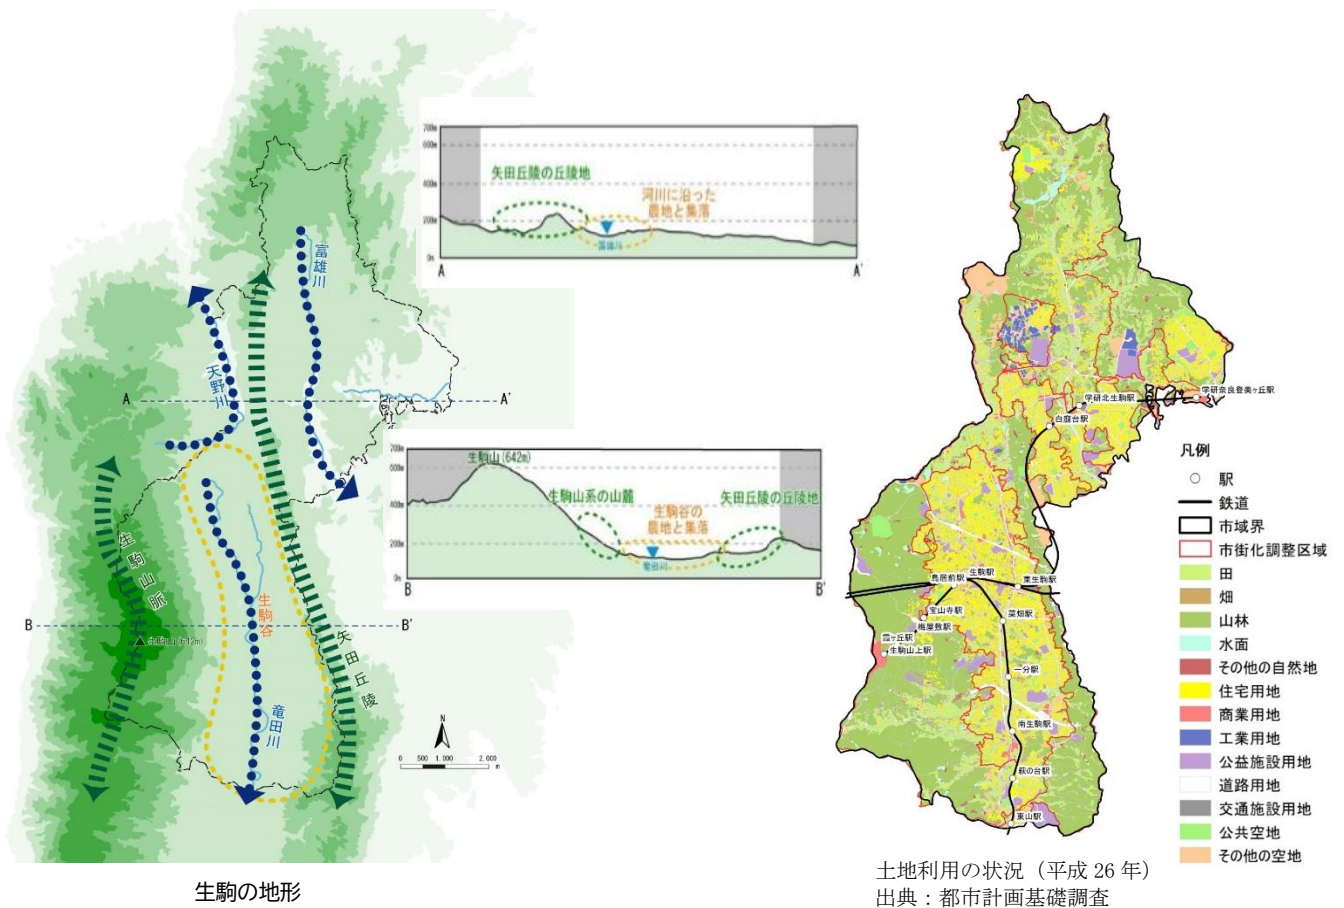 富雄川
天野川
A
A'
生駒山脈
B
B'
生駒山(642m)
生駒谷
矢田丘陵
竜田川
N
0 500 1,000 2,000
m
生駒の地形
700m
600m
400m
200m
0m
矢田丘陵の丘陵地
河川に沿った
農地と集落
富雄川
A
A'
700m
600m
400m
200m
0m
生駒山(642m)
生駒山系の山麓
生駒谷の
農地と集落
矢田丘陵の丘陵地
竜田川
B
B'
学研奈良登美ヶ丘駅
学研北生駒駅
白庭台駅
生駒駅
鳥居前駅
東生駒駅
宝山寺駅
菜畑駅
梅屋敷駅
霞ヶ丘駅
生駒山上駅
一分駅
南生駒駅
萩の台駅
東山駅
凡例
駅
鉄道
市域界
市街化調整区域
田
畑
山林
水面
その他の自然地
住宅用地
商業用地
工業用地
公益施設用地
道路用地
交通施設用地
公共空地
その他の空地
土地利用の状況（平成 26 年）
出典：都市計画基礎調査